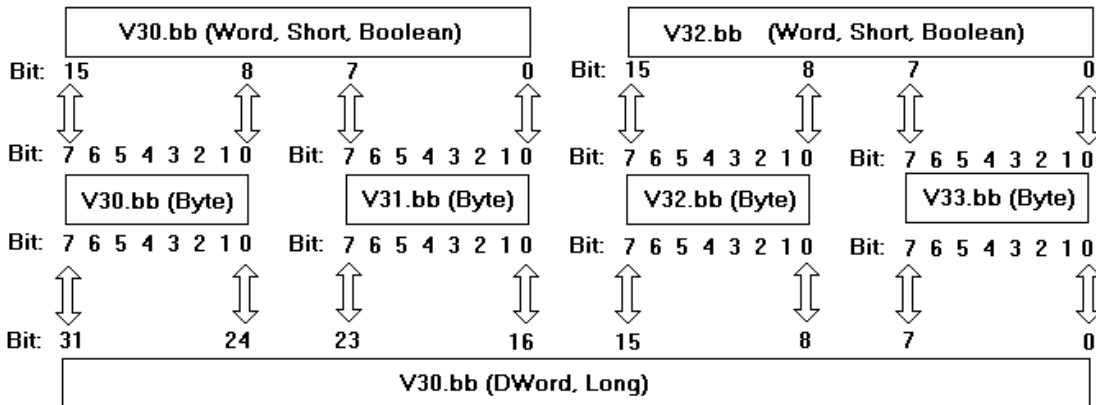 V30.bb (Word, Short, Boolean) V32.bb (Word, Short, Boolean)
Bit: 15 8 7 0 Bit: 15 8 7 0
Bit: 7 6 5 4 3 2 1 0 Bit: 7 6 5 4 3 2 1 0 Bit: 7 6 5 4 3 2 1 0 Bit: 7 6 5 4 3 2 1 0
V30.bb (Byte) V31.bb (Byte) V32.bb (Byte) V33.bb (Byte)
Bit: 7 6 5 4 3 2 1 0 Bit: 7 6 5 4 3 2 1 0 Bit: 7 6 5 4 3 2 1 0 Bit: 7 6 5 4 3 2 1 0
Bit: 31 24 23 16 15 8 7 0
V30.bb (DWord, Long)